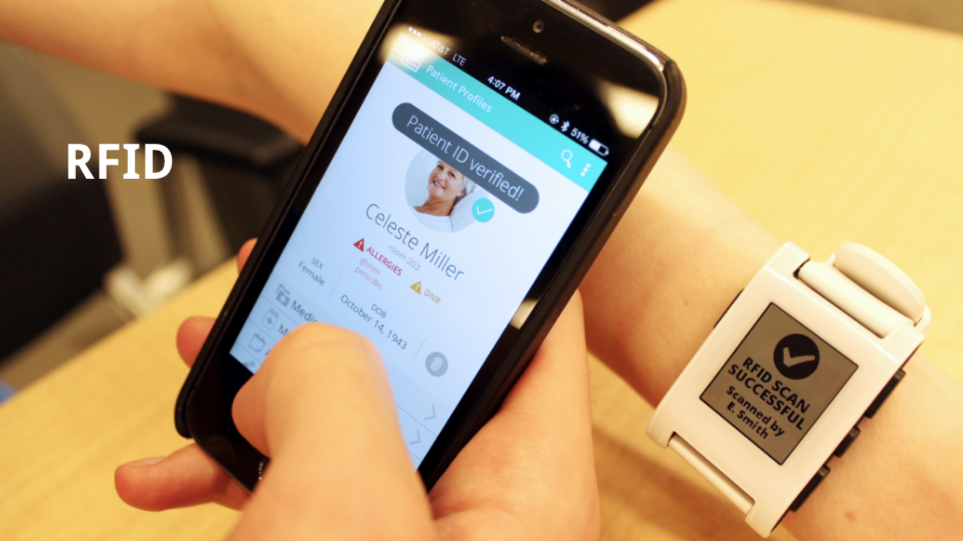 RFID
AT&T LTE
4:07 PM
51%
Patient Profiles
Patient ID verified!
Celeste Miller
room 203
ALLERGIES
penicillin
DNR
SEX
Female
DOB
October 14, 1943
RFID SCAN
SUCCESSFUL
Scanned by
E. Smith